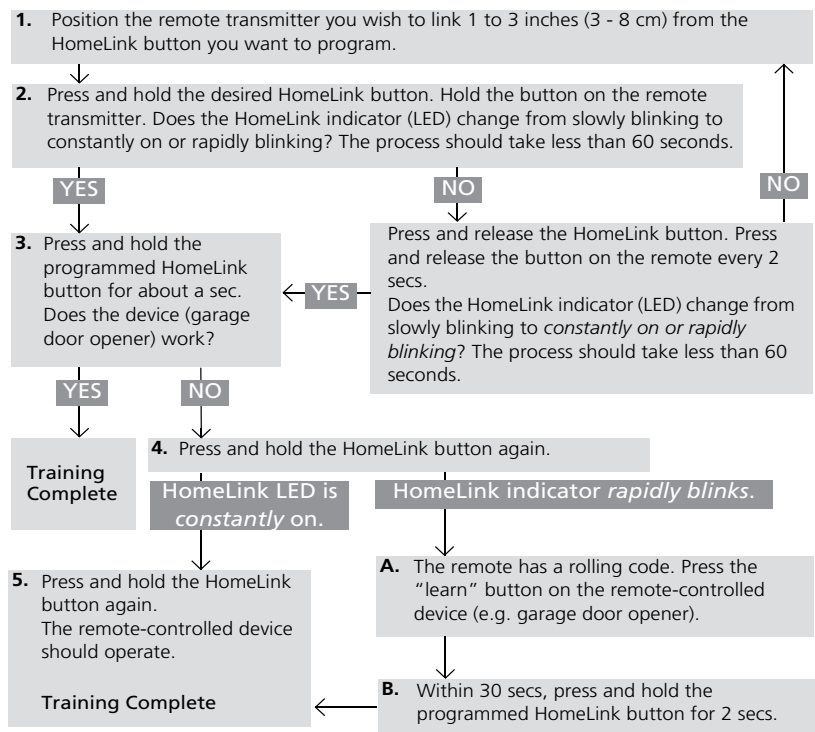 1. Position the remote transmitter you wish to link 1 to 3 inches (3 - 8 cm) from the
HomeLink button you want to program.
2. Press and hold the desired HomeLink button. Hold the button on the remote
transmitter. Does the HomeLink indicator (LED) change from slowly blinking to
constantly on or rapidly blinking? The process should take less than 60 seconds.
YES
NO
NO
3. Press and hold the
programmed HomeLink
button for about a sec.
Does the device (garage
door opener) work?
YES
Press and release the HomeLink button. Press
and release the button on the remote every 2
secs.
Does the HomeLink indicator (LED) change from
slowly blinking to constantly on or rapidly
blinking? The process should take less than 60
seconds.
YES
NO
Training
Complete
4. Press and hold the HomeLink button again.
HomeLink LED is
constantly on.
HomeLink indicator rapidly blinks.
A. The remote has a rolling code. Press the
“learn” button on the remote-controlled
device (e.g. garage door opener).
5. Press and hold the HomeLink
button again.
The remote-controlled device
should operate.
Training Complete
B. Within 30 secs, press and hold the
programmed HomeLink button for 2 secs.